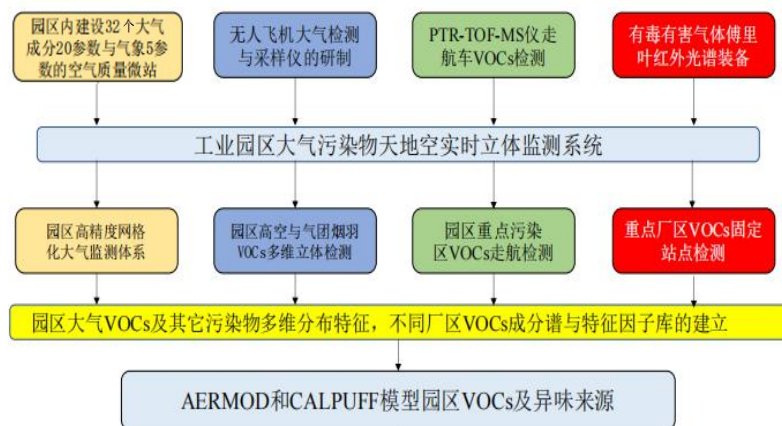 园区内建设32个大气
成分20参数与气象5参
数的空气质量微站
无人飞机大气检测
与采样仪的研制
PTR-TOF-MS仪走
航车VOCs检测
有毒有害气体傅里
叶红外光谱装备
工业园区大气污染物天地空实时立体监测系统
园区高精度网格
化大气监测体系
园区高空与气团烟羽
VOCs多维立体检测
园区重点污染
区VOCs走航检测
重点厂区VOCs固定
站点检测
园区大气VOCs及其它污染物多维分布特征，不同厂区VOCs成分谱与特征因子库的建立
AERMOD和CALPUFF模型园区VOCs及异味来源